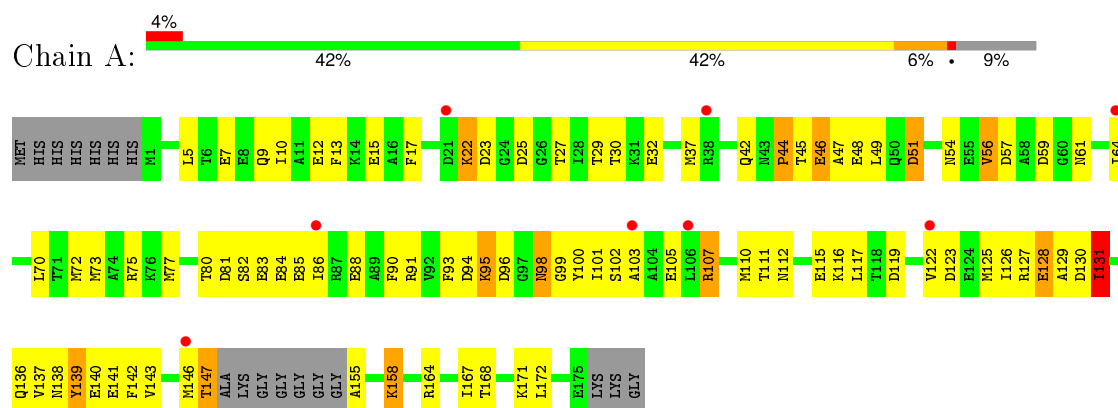 4%
Chain A:
42% 42% 6% • 9%
MET HIS HIS HIS HIS HIS HIS M1 L5 T6 E7 E8 Q9 I10 A11 E12 F13 K14 E15 A16 F17 D21 K22 D23 G24 D25 G26 T27 I28 T29 T30 K31 E32 M37 R38 Q42 N43 P44 T45 E46 A47 E48 L49 Q50 D51 N54 E55 V56 D57 A58 D59 G60 N61 I64
L70 T71 M72 M73 A74 R75 K76 M77 T80 D81 S82 E83 E84 E85 I86 R87 E88 A89 F90 R91 V92 F93 D94 K95 D96 G97 N98 G99 Y100 I101 S102 A103 A104 E105 L106 R107 M110 T111 N112 E115 K116 L117 T118 D119 V122 D123 E124 M125 I126 R127 E128 A129 D130 I131
Q136 V137 N138 Y139 E140 E141 F142 V143 M146 T147 ALA LYS GLY GLY GLY GLY GLY A155 K158 R164 I167 T168 K171 L172 E175 LYS LYS GLY